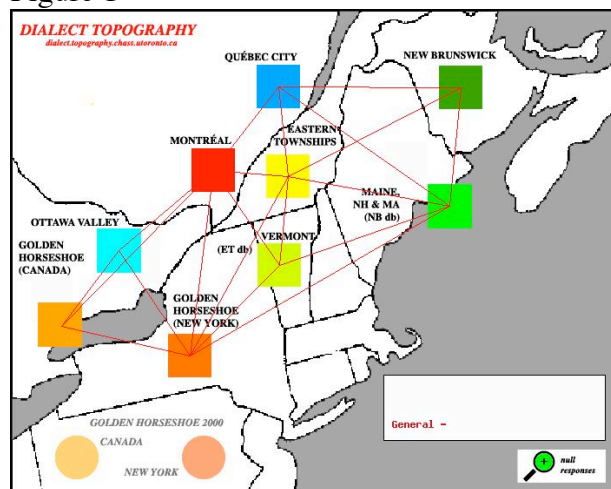 DIALECT TOPOGRAPHY
dialect.topography.chass.utoronto.ca
QUÉBEC CITY
NEW BRUNSWICK
MONTRÉAL
EASTERN
TOWNSHIPS
MAINE,
NH & MA
(NB db)
OTTAWA VALLEY
GOLDEN
HORSESHOE
(CANADA)
VERMONT
(ET db)
GOLDEN
HORSESHOE
(NEW YORK)
GOLDEN HORSESHOE 2000
CANADA
NEW YORK
General -
null
responses